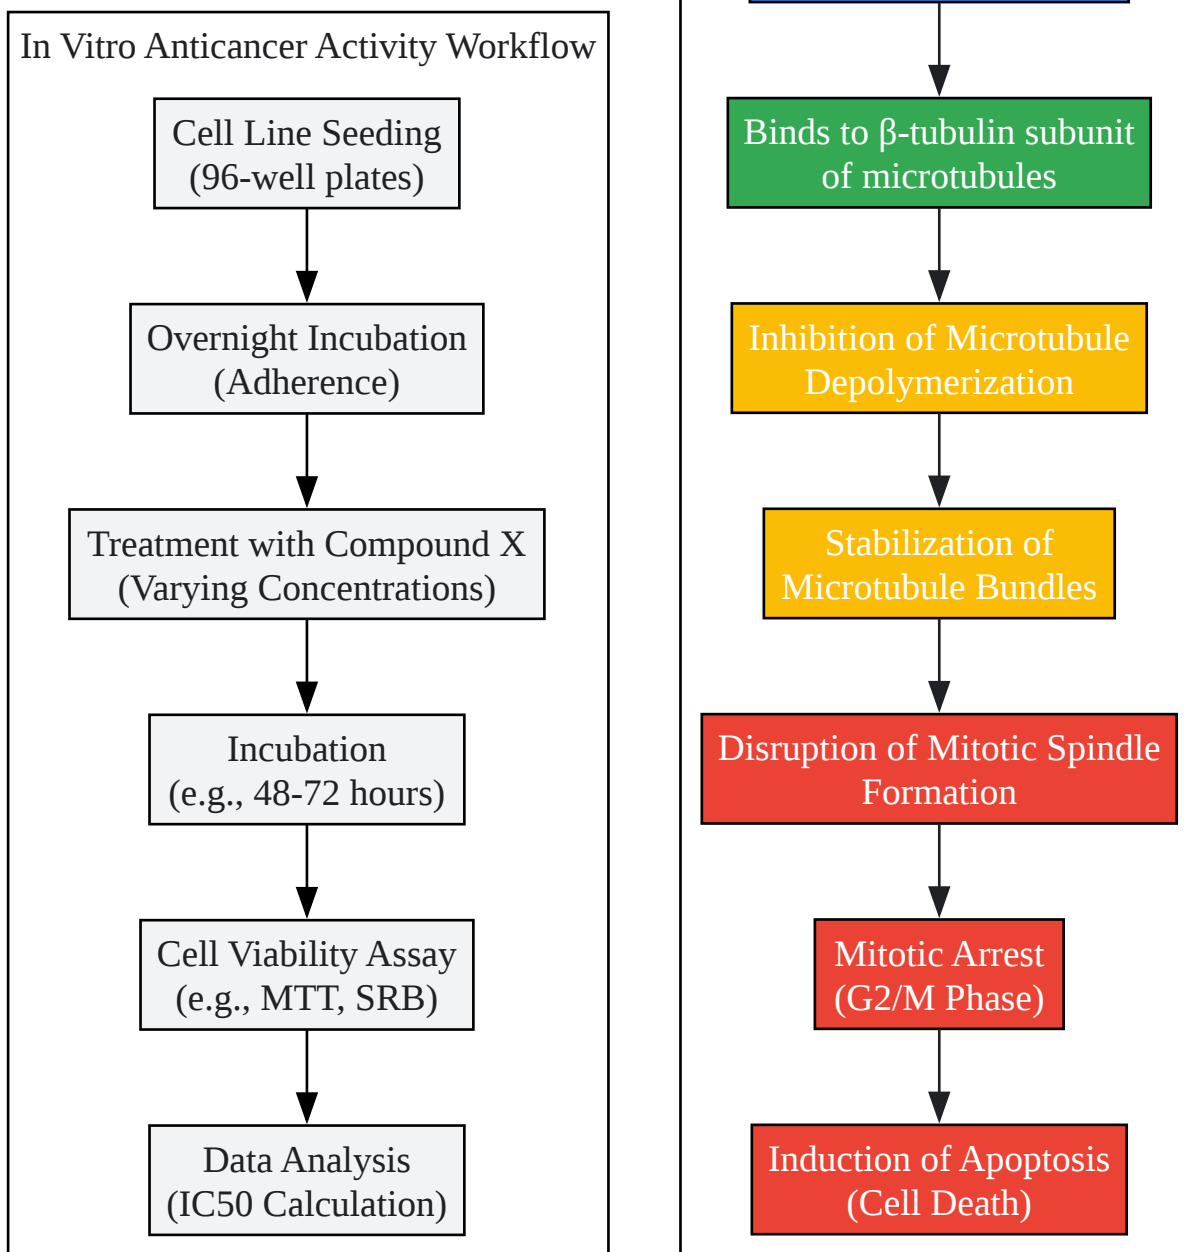 In Vitro Anticancer Activity Workflow
Cell Line Seeding
(96-well plates)
Overnight Incubation
(Adherence)
Treatment with Compound X
(Varying Concentrations)
Incubation
(e.g., 48-72 hours)
Cell Viability Assay
(e.g., MTT, SRB)
Data Analysis
(IC50 Calculation)
Binds to β-tubulin subunit
of microtubules
Inhibition of Microtubule
Depolymerization
Stabilization of
Microtubule Bundles
Disruption of Mitotic Spindle
Formation
Mitotic Arrest
(G2/M Phase)
Induction of Apoptosis
(Cell Death)